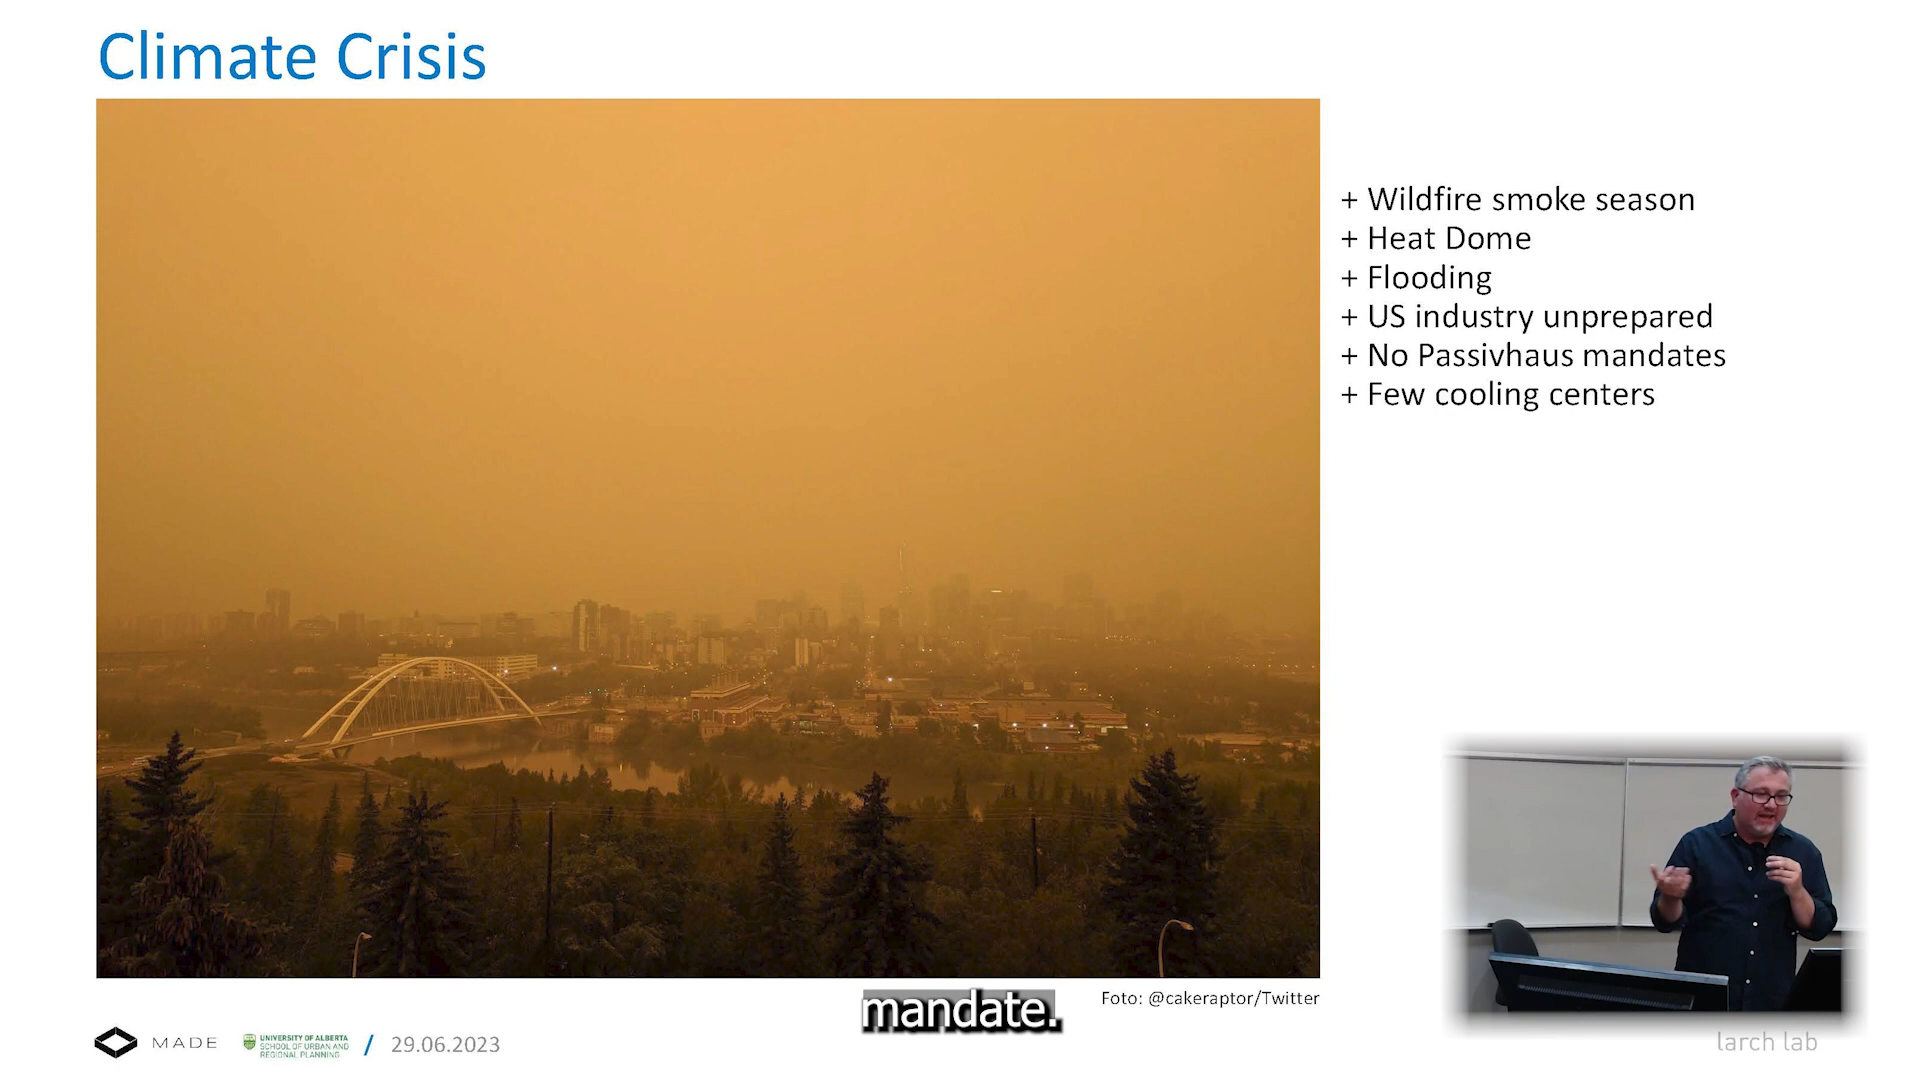 Climate Crisis
+ Wildfire smoke season
+ Heat Dome
+ Flooding
+ US industry unprepared
+ No Passivhaus mandates
+ Few cooling centers
Foto: @cakeraptor/Twitter
mandate.
MADE
UNIVERSITY OF ALBERTA
SCHOOL OF URBAN AND
REGIONAL PLANNING
/ 29.06.2023
larch lab